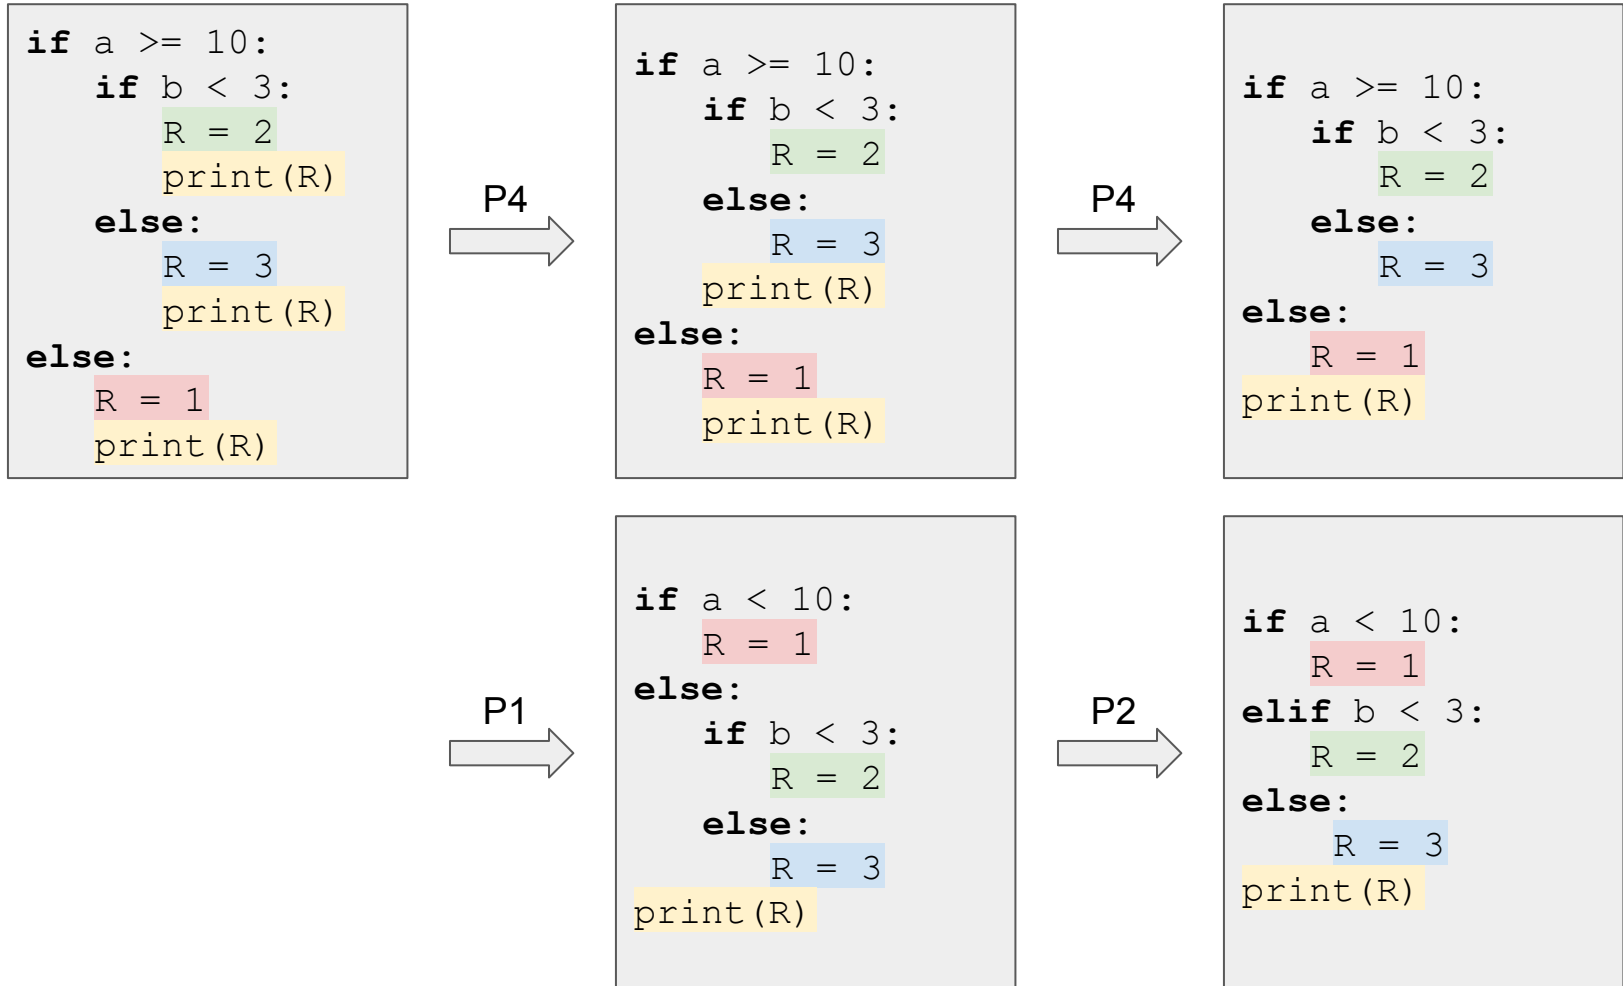 if a >= 10:
    if b < 3:
        R = 2
        print(R)
    else:
        R = 3
        print(R)
else:
    R = 1
    print(R)
P4
if a >= 10:
    if b < 3:
        R = 2
    else:
        R = 3
    print(R)
else:
    R = 1
    print(R)
P4
if a >= 10:
    if b < 3:
        R = 2
    else:
        R = 3
else:
    R = 1
print(R)
P1
if a < 10:
    R = 1
else:
    if b < 3:
        R = 2
    else:
        R = 3
print(R)
P2
if a < 10:
    R = 1
elif b < 3:
    R = 2
else:
    R = 3
print(R)